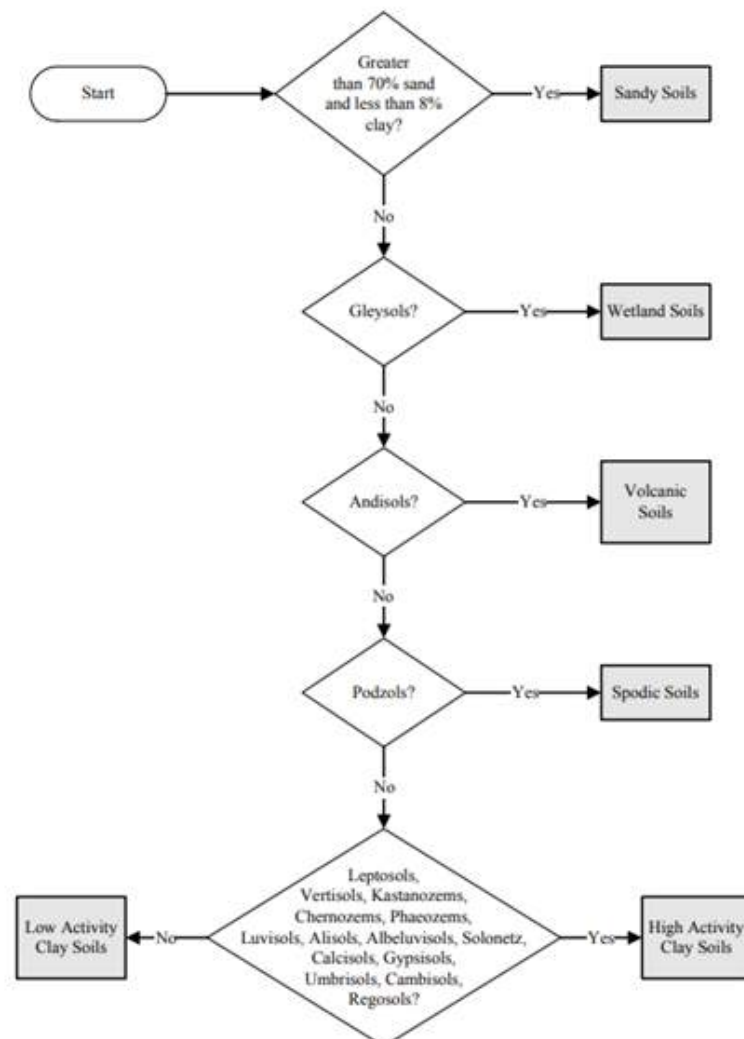 Start
Greater
than 70% sand
and less than 8%
clay?
Yes
Sandy Soils
No
Gleysols?
Yes
Wetland Soils
No
Andisols?
Yes
Volcanic
Soils
No
Podzols?
Yes
Spodic Soils
No
Leptosols,
Vertisols, Kastanozems,
Chernozems, Phaeozems,
Luvisols, Alisols, Albeluvisols, Solonetz,
Calcisols, Gypsisols,
Umbrisols, Cambisols,
Regosols?
No
Low Activity
Clay Soils
Yes
High Activity
Clay Soils